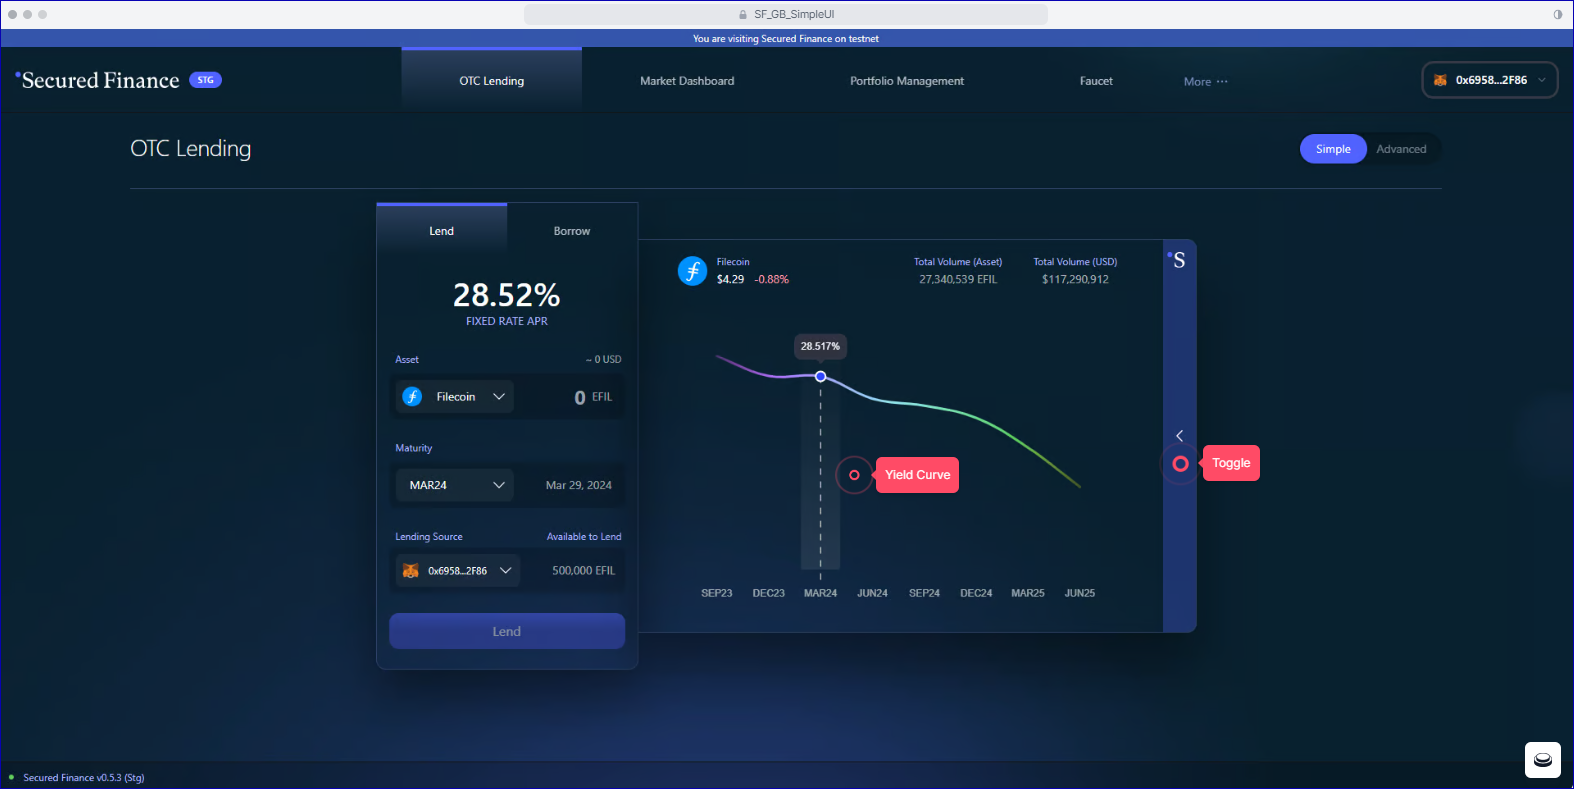 SF_GB_SimpleUI
You are visiting Secured Finance on testnet
Secured Finance STG
OTC Lending
Market Dashboard
Portfolio Management
Faucet
More ···
0x6958...2F86
OTC Lending
Simple
Advanced
Lend
Borrow
28.52%
FIXED RATE APR
Asset
~ 0 USD
Filecoin
0 EFIL
Maturity
MAR24
Mar 29, 2024
Lending Source
Available to Lend
0x6958...2F86
500,000 EFIL
Lend
Filecoin
$4.29 -0.88%
Total Volume (Asset)
27,340,539 EFIL
Total Volume (USD)
$117,290,912
S
28.517%
Yield Curve
Toggle
SEP23 DEC23 MAR24 JUN24 SEP24 DEC24 MAR25 JUN25
Secured Finance v0.5.3 (Stg)